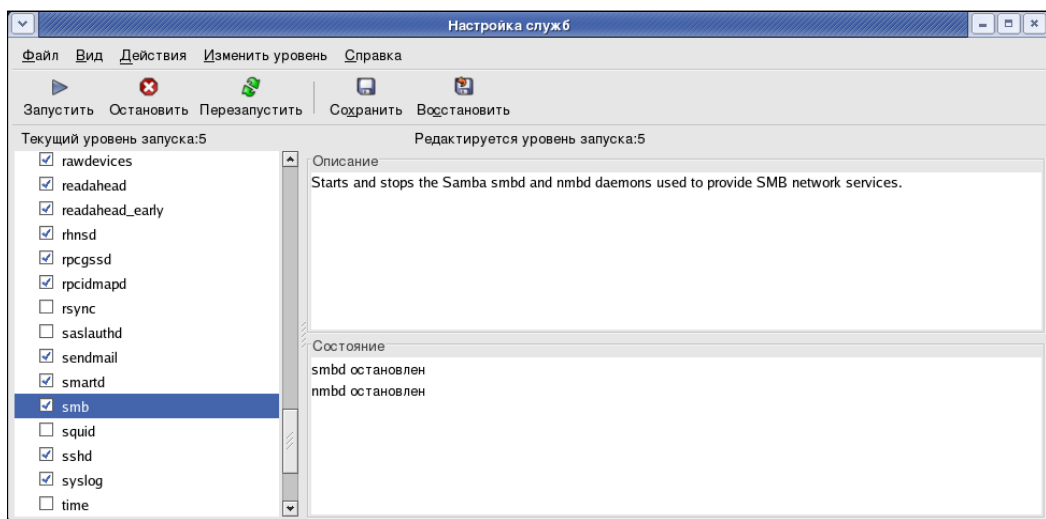 Настройка служб
Файл Вид Действия Изменить уровень Справка
Запустить Остановить Перезапустить Сохранить Восстановить
Текущий уровень запуска:5 Редактируется уровень запуска:5
rawdevices
readahead
readahead_early
rhnsd
rpcgssd
rpcidmapd
rsync
saslauthd
sendmail
smartd
smb
squid
sshd
syslog
time
Описание
Starts and stops the Samba smbd and nmbd daemons used to provide SMB network services.
Состояние
smbd остановлен
nmbd остановлен